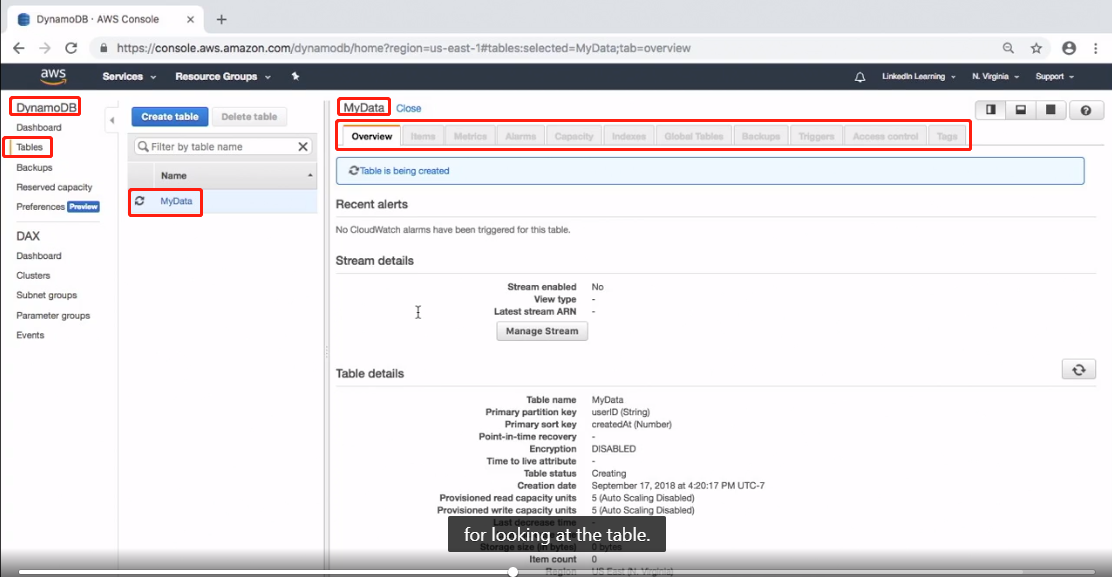 DynamoDB · AWS Console
https://console.aws.amazon.com/dynamodb/home?region=us-east-1#tables:selected=MyData;tab=overview
aws Services Resource Groups LinkedIn Learning N. Virginia Support
DynamoDB
Dashboard
Tables
Backups
Reserved capacity
Preferences Preview
DAX
Dashboard
Clusters
Subnet groups
Parameter groups
Events
Create table Delete table
Filter by table name
Name
MyData
MyData Close
Overview Items Metrics Alarms Capacity Indexes Global Tables Backups Triggers Access control Tags
Table is being created
Recent alerts
No CloudWatch alarms have been triggered for this table.
Stream details
Stream enabled No
View type -
Latest stream ARN -
Manage Stream
Table details
Table name MyData
Primary partition key userID (String)
Primary sort key createdAt (Number)
Point-in-time recovery -
Encryption DISABLED
Time to live attribute -
Table status Creating
Creation date September 17, 2018 at 4:20:17 PM UTC-7
Provisioned read capacity units 5 (Auto Scaling Disabled)
Provisioned write capacity units 5 (Auto Scaling Disabled)
Last decrease time -
for looking at the table.
Storage size (in bytes) 0 bytes
Item count 0
Region US East (N. Virginia)